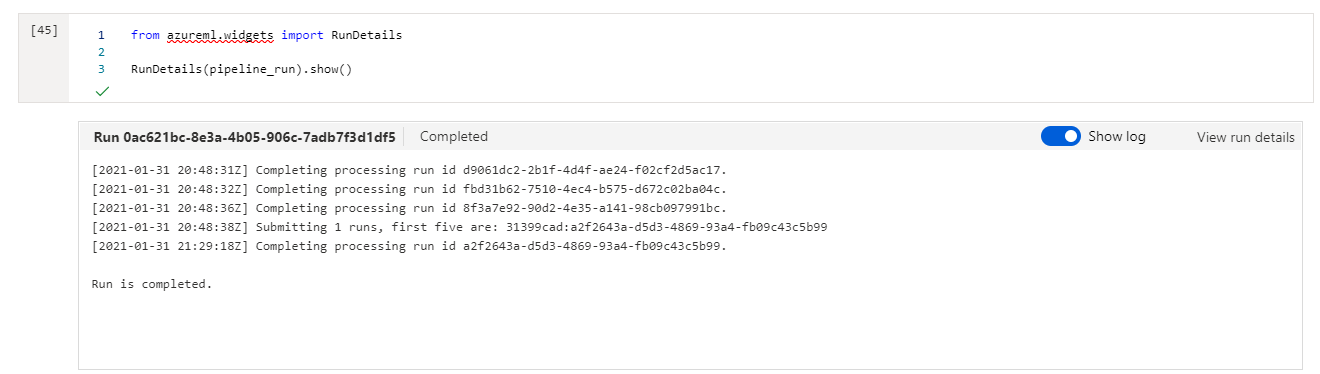 [45]
1 from azureml.widgets import RunDetails
2
3 RunDetails(pipeline_run).show()
Run 0ac621bc-8e3a-4b05-906c-7adb7f3d1df5 Completed Show log View run details
[2021-01-31 20:48:31Z] Completing processing run id d9061dc2-2b1f-4d4f-ae24-f02cf2d5ac17.
[2021-01-31 20:48:32Z] Completing processing run id fbd31b62-7510-4ec4-b575-d672c02ba04c.
[2021-01-31 20:48:36Z] Completing processing run id 8f3a7e92-90d2-4e35-a141-98cb097991bc.
[2021-01-31 20:48:38Z] Submitting 1 runs, first five are: 31399cad:a2f2643a-d5d3-4869-93a4-fb09c43c5b99
[2021-01-31 21:29:18Z] Completing processing run id a2f2643a-d5d3-4869-93a4-fb09c43c5b99.
Run is completed.